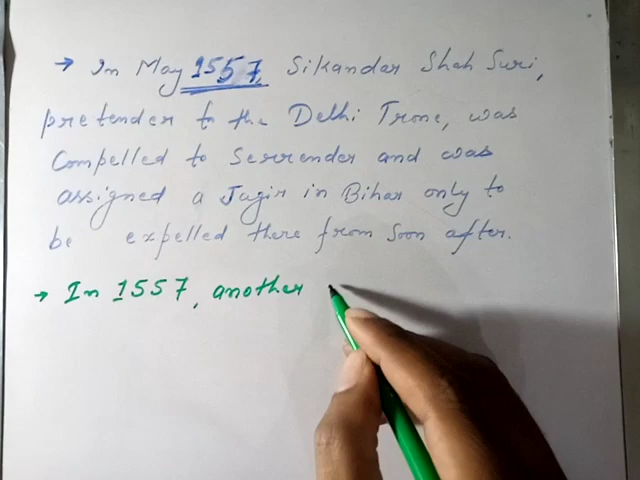 → In May 1557, Sikandar Shah Suri,
pretender to the Delhi Trone, was
Compelled to Serrender and was
assigned a Jagir in Bihar only to
be expelled there from Soon after.
→ In 1557, another